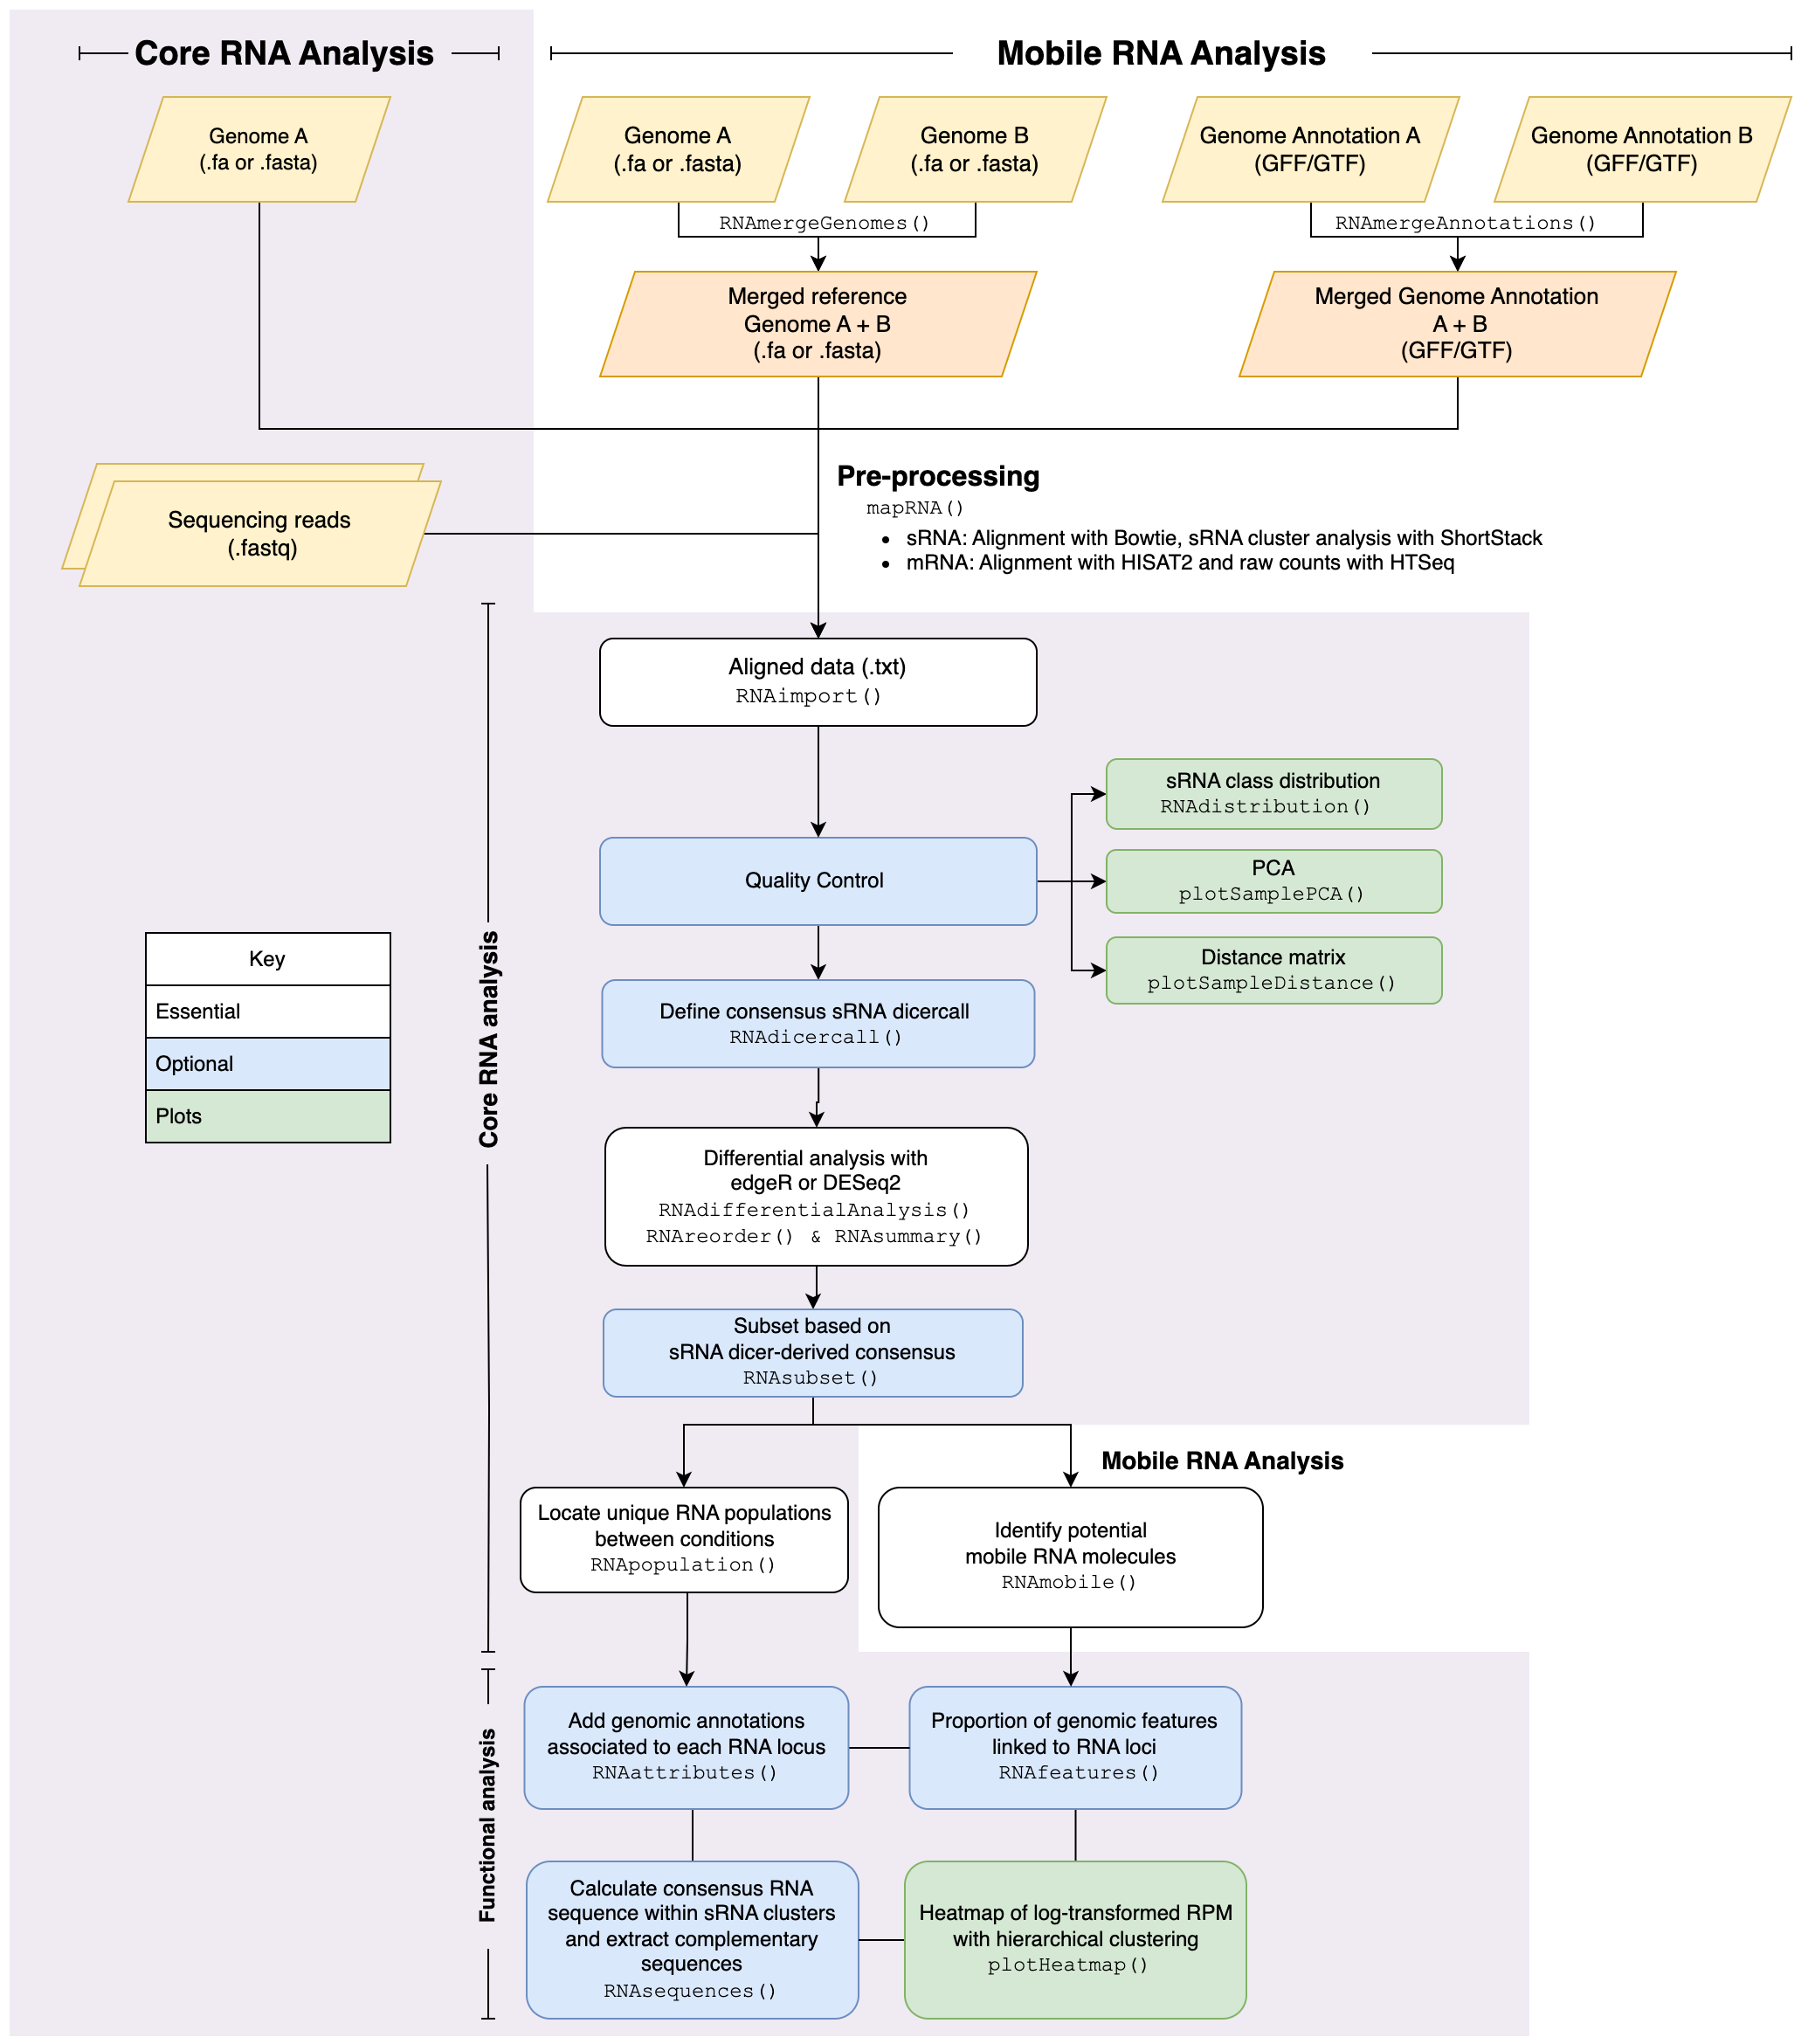 Core RNA Analysis
Mobile RNA Analysis
Genome A
(.fa or .fasta)
Genome A
(.fa or .fasta)
Genome B
(.fa or .fasta)
Genome Annotation A
(GFF/GTF)
Genome Annotation B
(GFF/GTF)
RNAmergeGenomes()
RNAmergeAnnotations()
Merged reference
Genome A + B
(.fa or .fasta)
Merged Genome Annotation
A + B
(GFF/GTF)
Sequencing reads
(.fastq)
Pre-processing
mapRNA()
• sRNA: Alignment with Bowtie, sRNA cluster analysis with ShortStack
• mRNA: Alignment with HISAT2 and raw counts with HTSeq
Core RNA analysis
Aligned data (.txt)
RNAimport()
Quality Control
sRNA class distribution
RNAdistribution()
PCA
plotSamplePCA()
Distance matrix
plotSampleDistance()
Key
Essential
Optional
Plots
Define consensus sRNA dicercall
RNAdicercall()
Differential analysis with
edgeR or DESeq2
RNAdifferentialAnalysis()
RNAreorder() & RNAsummary()
Subset based on
sRNA dicer-derived consensus
RNAsubset()
Mobile RNA Analysis
Locate unique RNA populations
between conditions
RNApopulation()
Identify potential
mobile RNA molecules
RNAmobile()
Functional analysis
Add genomic annotations
associated to each RNA locus
RNAattributes()
Proportion of genomic features
linked to RNA loci
RNAfeatures()
Calculate consensus RNA
sequence within sRNA clusters
and extract complementary
sequences
RNAsequences()
Heatmap of log-transformed RPM
with hierarchical clustering
plotHeatmap()